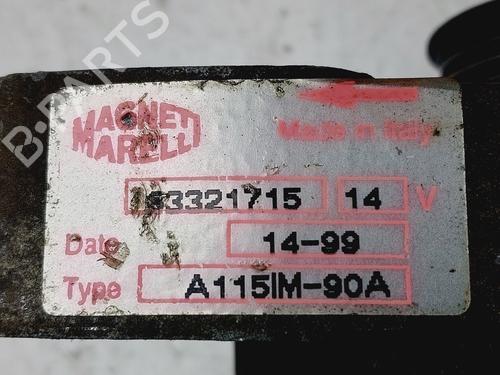 B-PARTS
MAGNETI
MARELLI
Made in Italy
63321715 14 V
Date 14-99
Type A115IM-90A